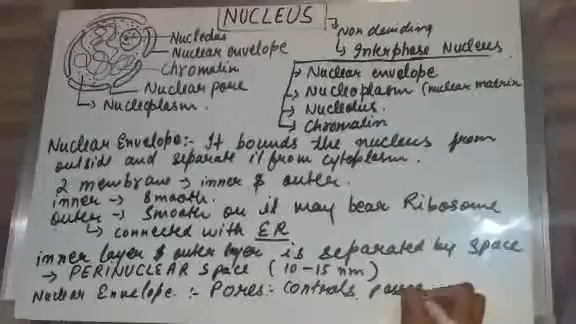 NUCLEUS
Non dividing
Interphase Nucleus
Nucleolus
Nuclear envelope
Chromatin
Nuclear pore
Nucleoplasm.
Nuclear envelope
Nucleoplasm (nuclear matrix
Nucleolus.
Chromatin
Nuclear Envelope:- It bounds the nucleus from
outside and separate it from cytoplasm.
2 membrane → inner & outer.
inner → smooth.
outer → smooth or it may bear Ribosome
↳ connected with ER
inner layer & outer layer is separated by space
→ PERINUCLEAR space (10-15 nm)
Nuclear Envelope :- Pores:- Controls